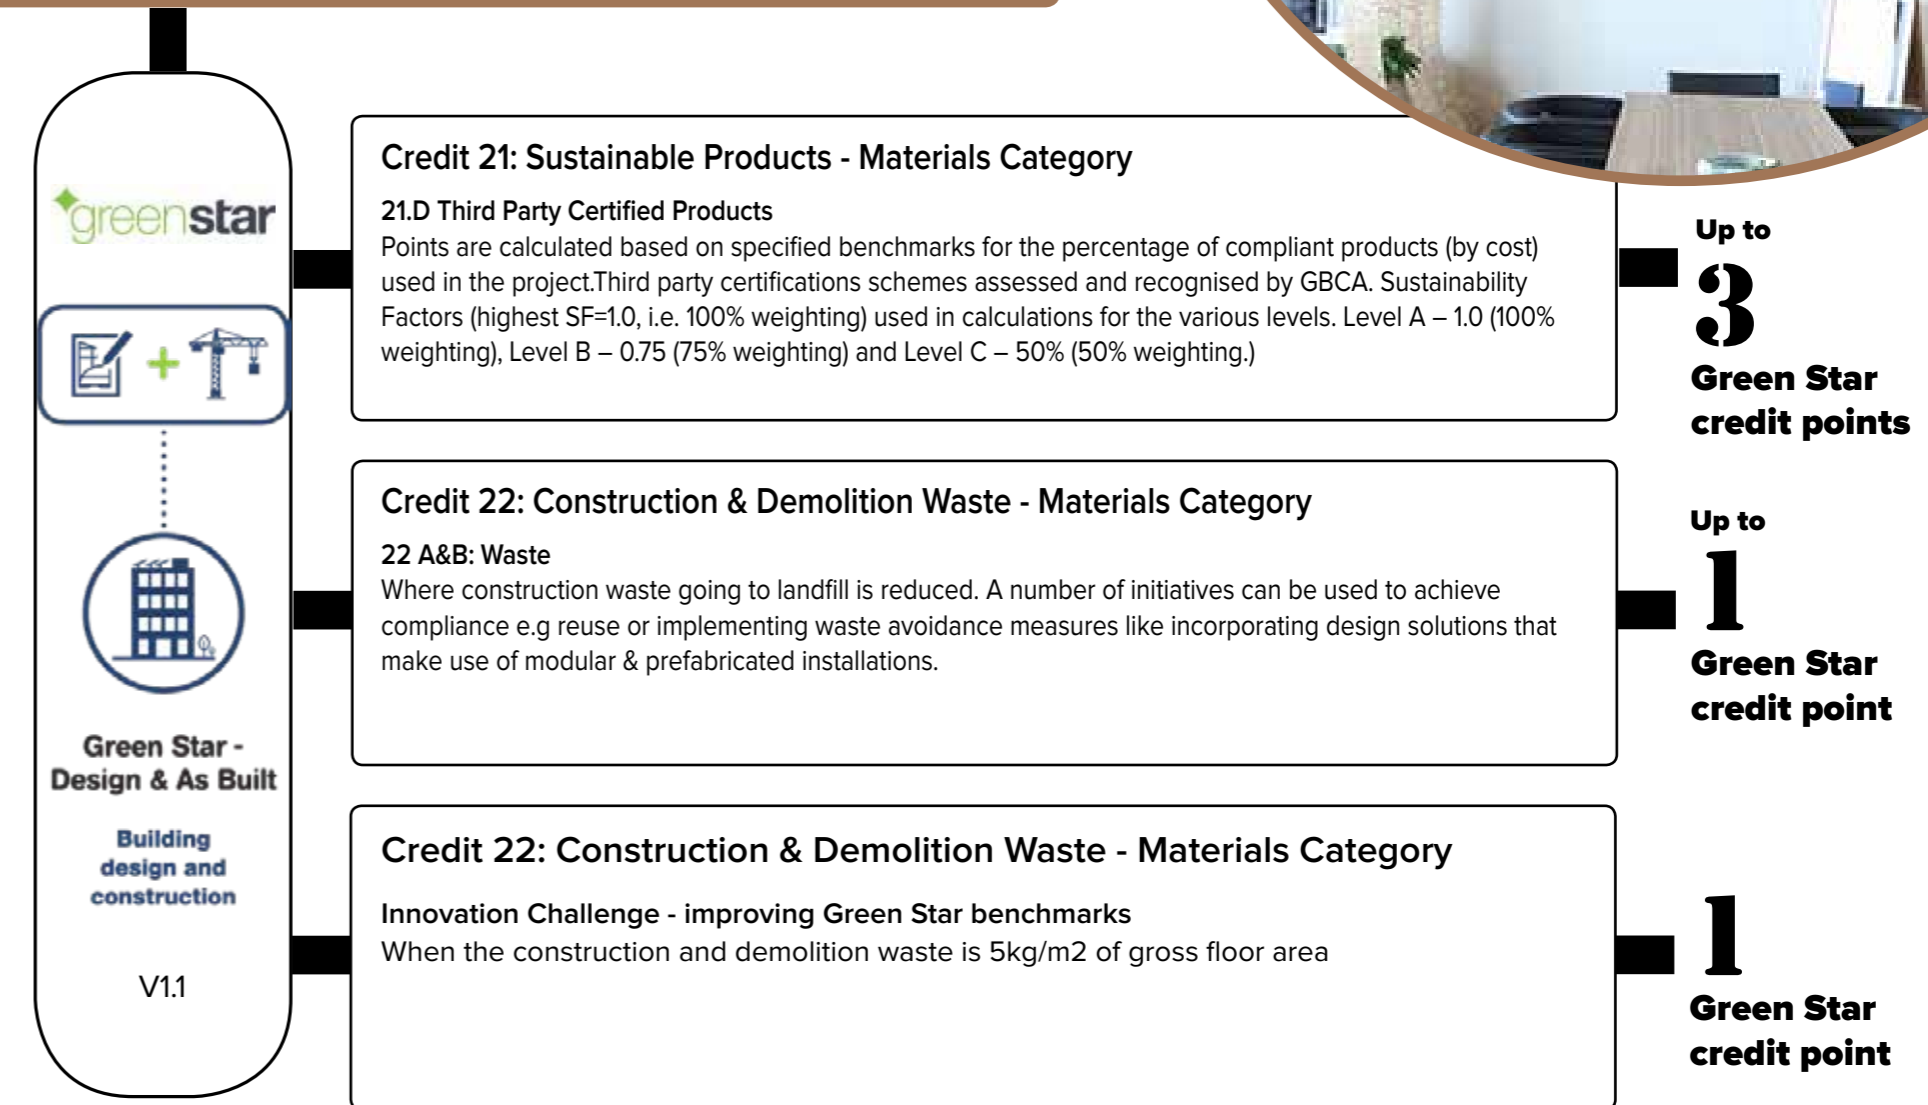 greenstar
Green Star -
Design & As Built
Building
design and
construction
V1.1
Credit 21: Sustainable Products - Materials Category
21.D Third Party Certified Products
Points are calculated based on specified benchmarks for the percentage of compliant products (by cost)
used in the project.Third party certifications schemes assessed and recognised by GBCA. Sustainability
Factors (highest SF=1.0, i.e. 100% weighting) used in calculations for the various levels. Level A – 1.0 (100%
weighting), Level B – 0.75 (75% weighting) and Level C – 50% (50% weighting.)
Up to
3
Green Star
credit points
Credit 22: Construction & Demolition Waste - Materials Category
22 A&B: Waste
Where construction waste going to landfill is reduced. A number of initiatives can be used to achieve
compliance e.g reuse or implementing waste avoidance measures like incorporating design solutions that
make use of modular & prefabricated installations.
Up to
1
Green Star
credit point
Credit 22: Construction & Demolition Waste - Materials Category
Innovation Challenge - improving Green Star benchmarks
When the construction and demolition waste is 5kg/m2 of gross floor area
1
Green Star
credit point